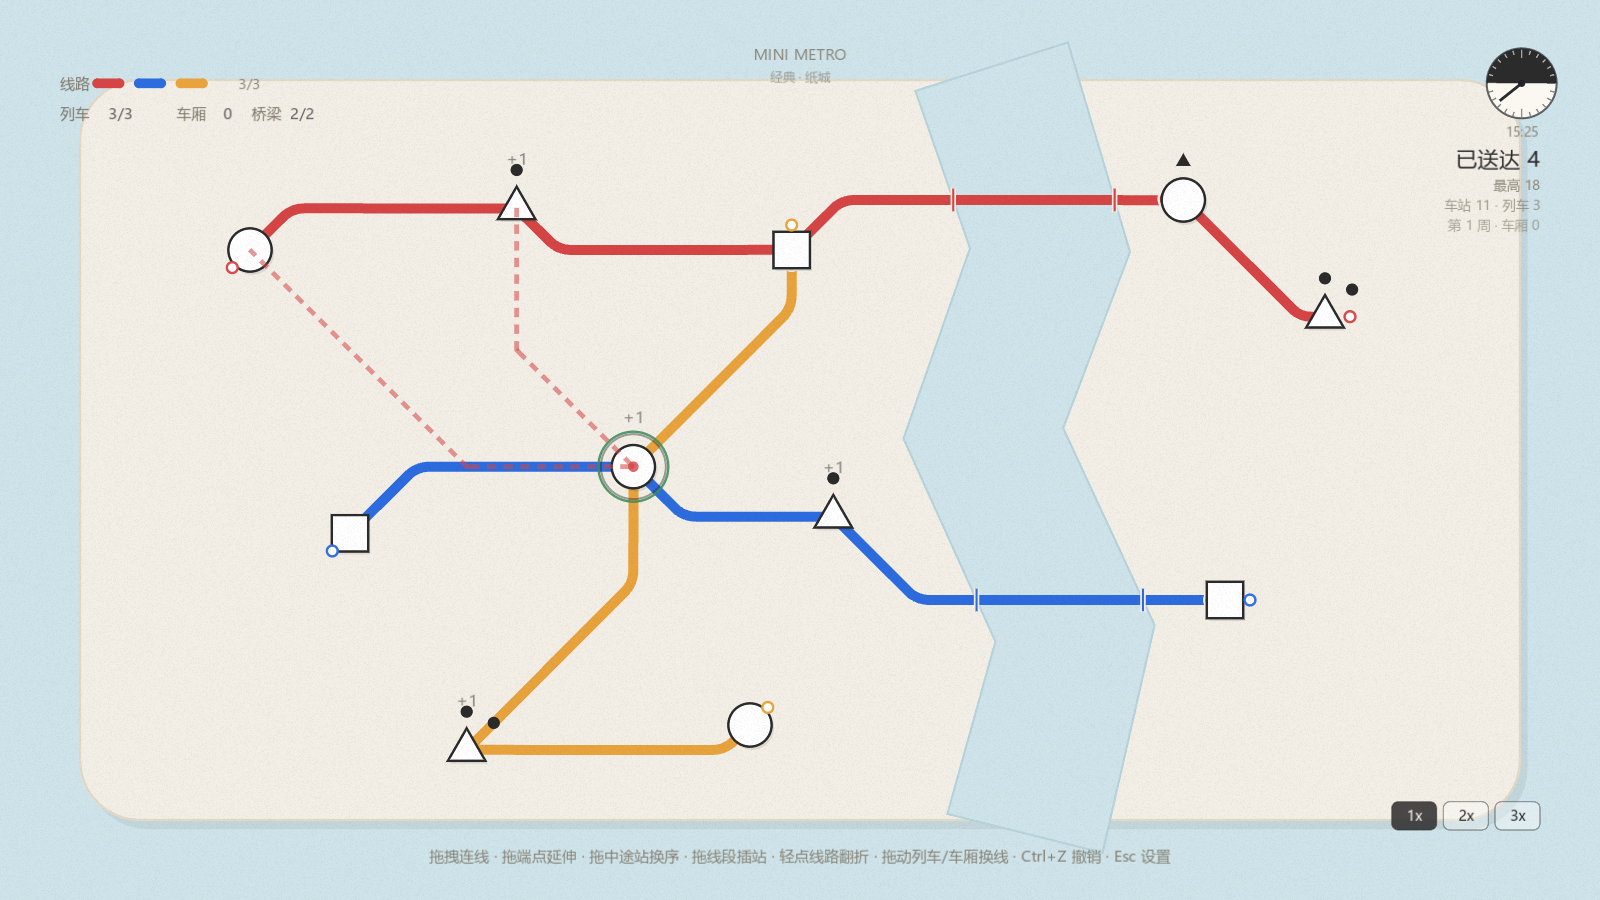 MINI METRO
经典 · 纸城
线路 3/3
列车 3/3 车厢 0 桥梁 2/2
15:25
已送达 4
最高 18
车站 11 · 列车 3
第 1 周 · 车厢 0
+1
+1
+1
+1
1x 2x 3x
拖拽连线 · 拖端点延伸 · 拖中途站换序 · 拖线段插站 · 轻点线路翻折 · 拖动列车/车厢换线 · Ctrl+Z 撤销 · Esc 设置